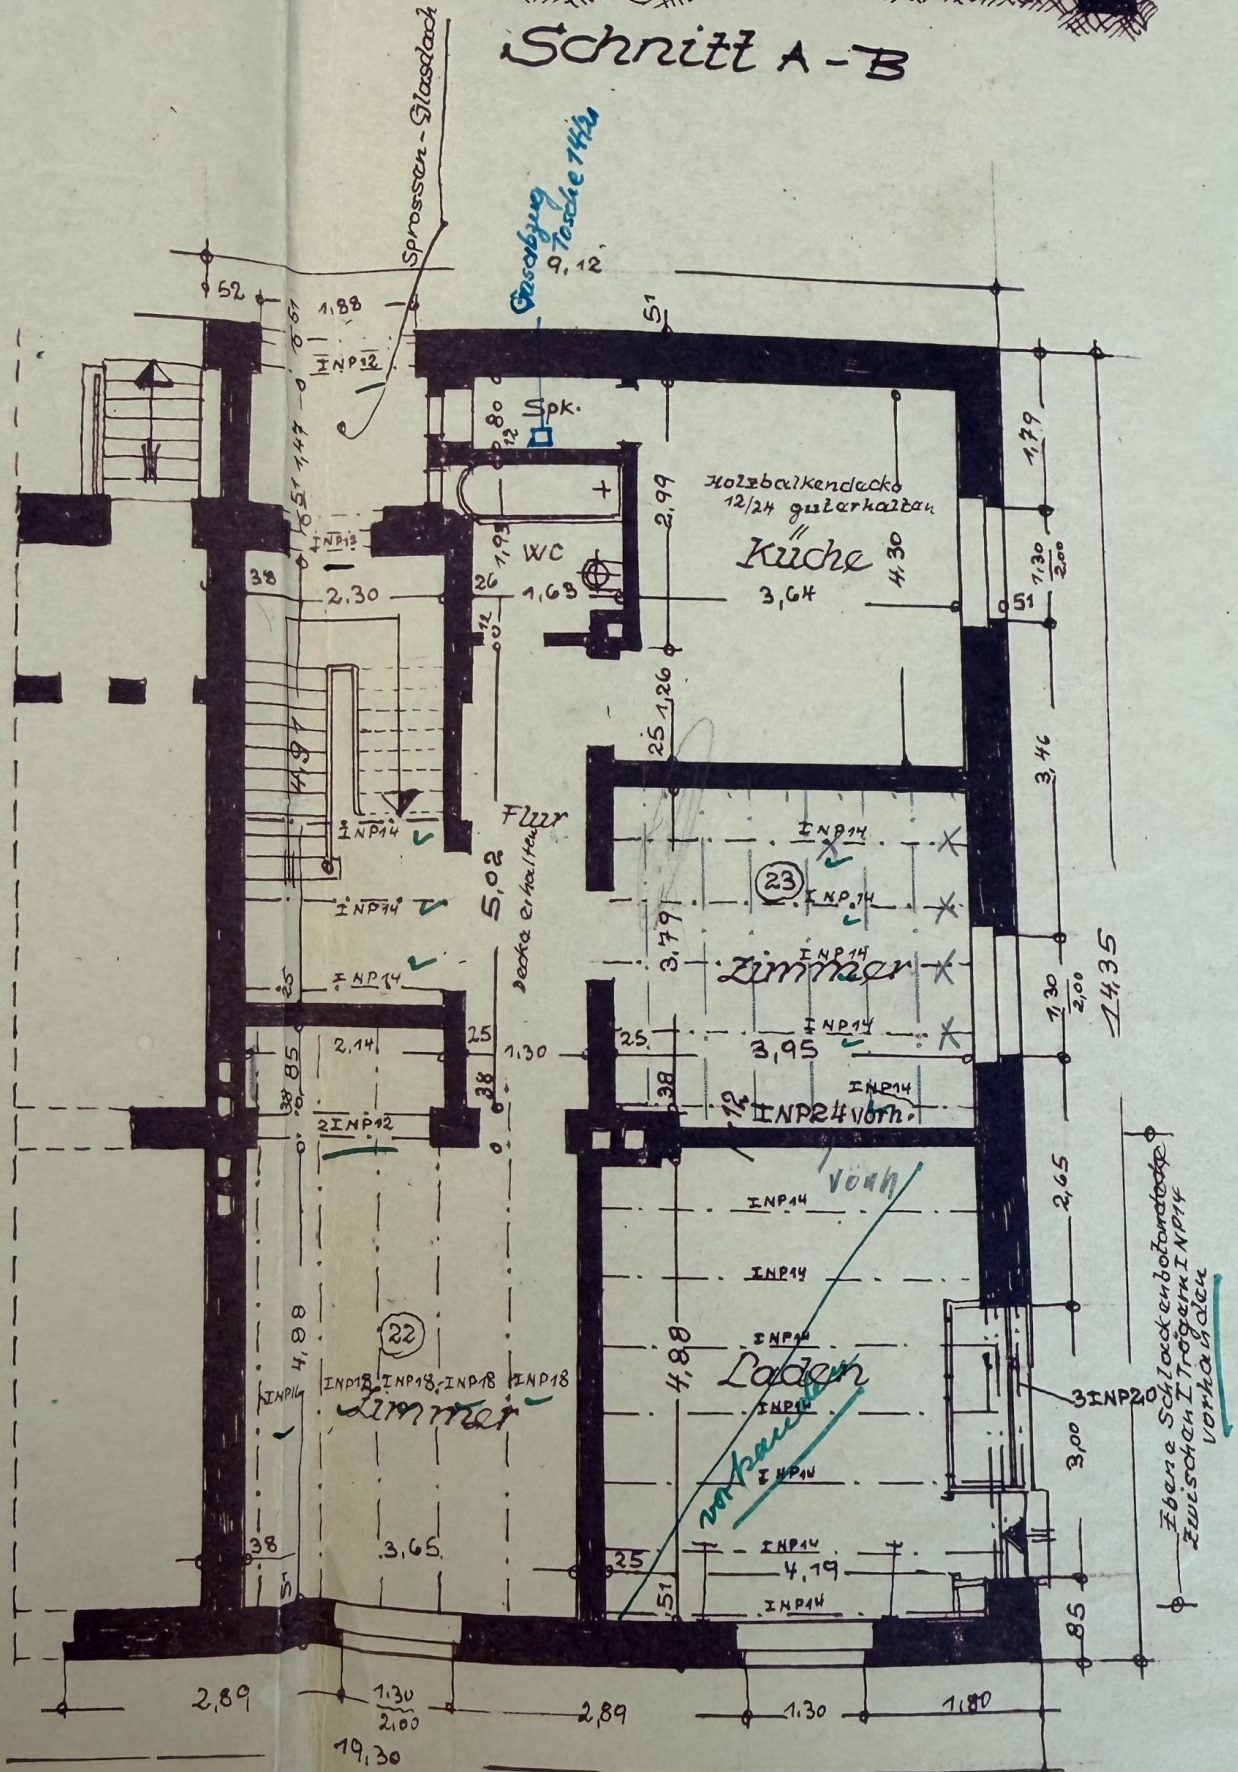 Schnitt A - B
Sprossen-Glasdach
Gasabzug
9,12
52
1,88
51
51
INP12
80
12
Spk.
1,79
1,47
51
Holzbalkendecke
12/24 guterhalten
Küche
2,99
4,30
1,30
2,00
WC
1,93
INP13
38
2,30
26
1,63
3,64
51
12
1,26
25
3,46
4,91
Flur
INP14
INP14
INP14
5,02
Decke erhalten
INP14
23
INP14
INP14
Zimmer
INP14
3,79
3,95
INP14
25
1,30
2,00
14,35
2,14
85
25
1,30
25
38
38
38
2INP12
12
INP24 vorh.
vorh
2,65
INP14
INP14
INP14
Laden
INP14
INP14
INP14
4,19
INP14
vorhanden
4,88
4,88
22
INP18
INP18
INP18
INP18
Zimmer
3INP20
3,00
Ebene Schlackenbetondecke
zwischen I Trägern INP14
vorhanden
38
3,65
25
51
51
85
2,89
1.30
2,00
2,89
1.30
1,80
19,30